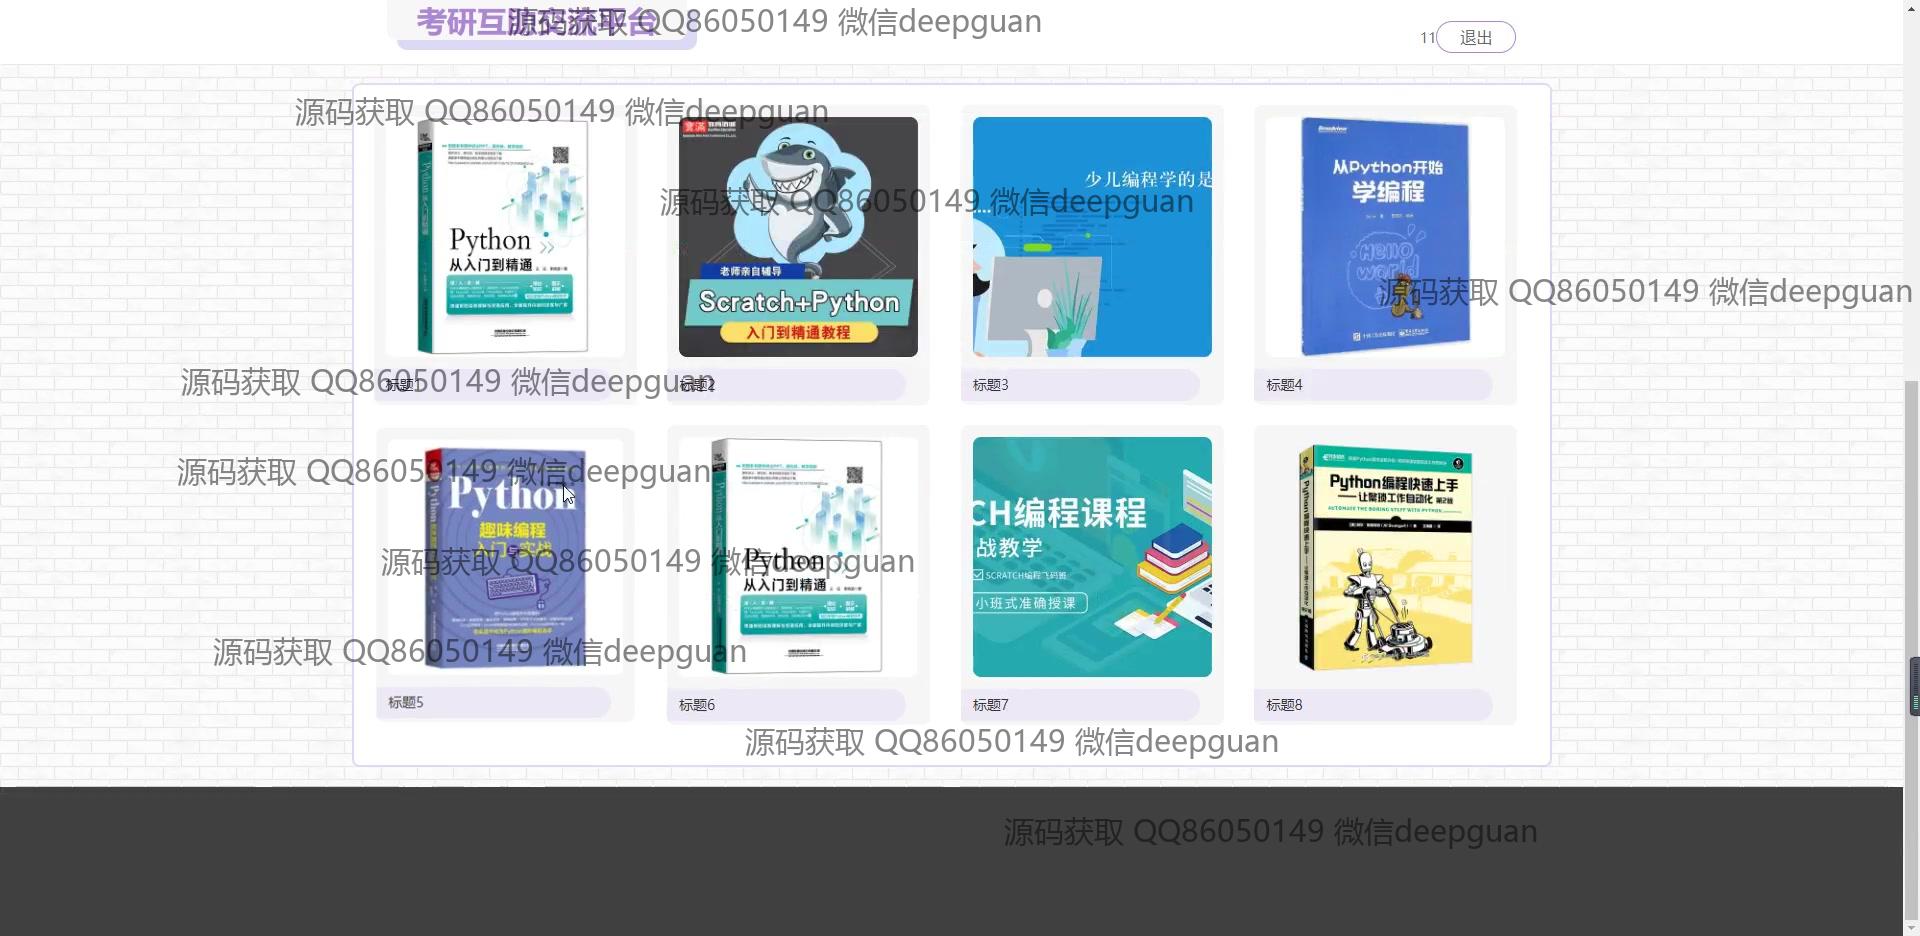 考研互
源码获取 QQ86050149 微信deepguan
11
退出
源码获取 QQ86050149 微信deepguan
Python
从入门到精通
老师亲自辅导
Scratch+Python
入门到精通教程
少儿编程学的是
Broadview
从Python开始
学编程
HELLO
world
源码获取 QQ86050149 微信deepguan
源码获取 QQ86050149 微信deepguan
标题1
标题2
标题3
标题4
源码获取 QQ86050149 微信deepguan
源码获取 QQ86050149 微信deepguan
Python
趣味编程
入门与实战
Python
从入门到精通
CH编程课程
战教学
SCRATCH编程飞码班
小班式准确授课
Python编程快速上手
——让繁琐工作自动化 第2版
AUTOMATE THE BORING STUFF WITH PYTHON
源码获取 QQ86050149 微信deepguan
源码获取 QQ86050149 微信deepguan
标题5
标题6
标题7
标题8
源码获取 QQ86050149 微信deepguan
源码获取 QQ86050149 微信deepguan